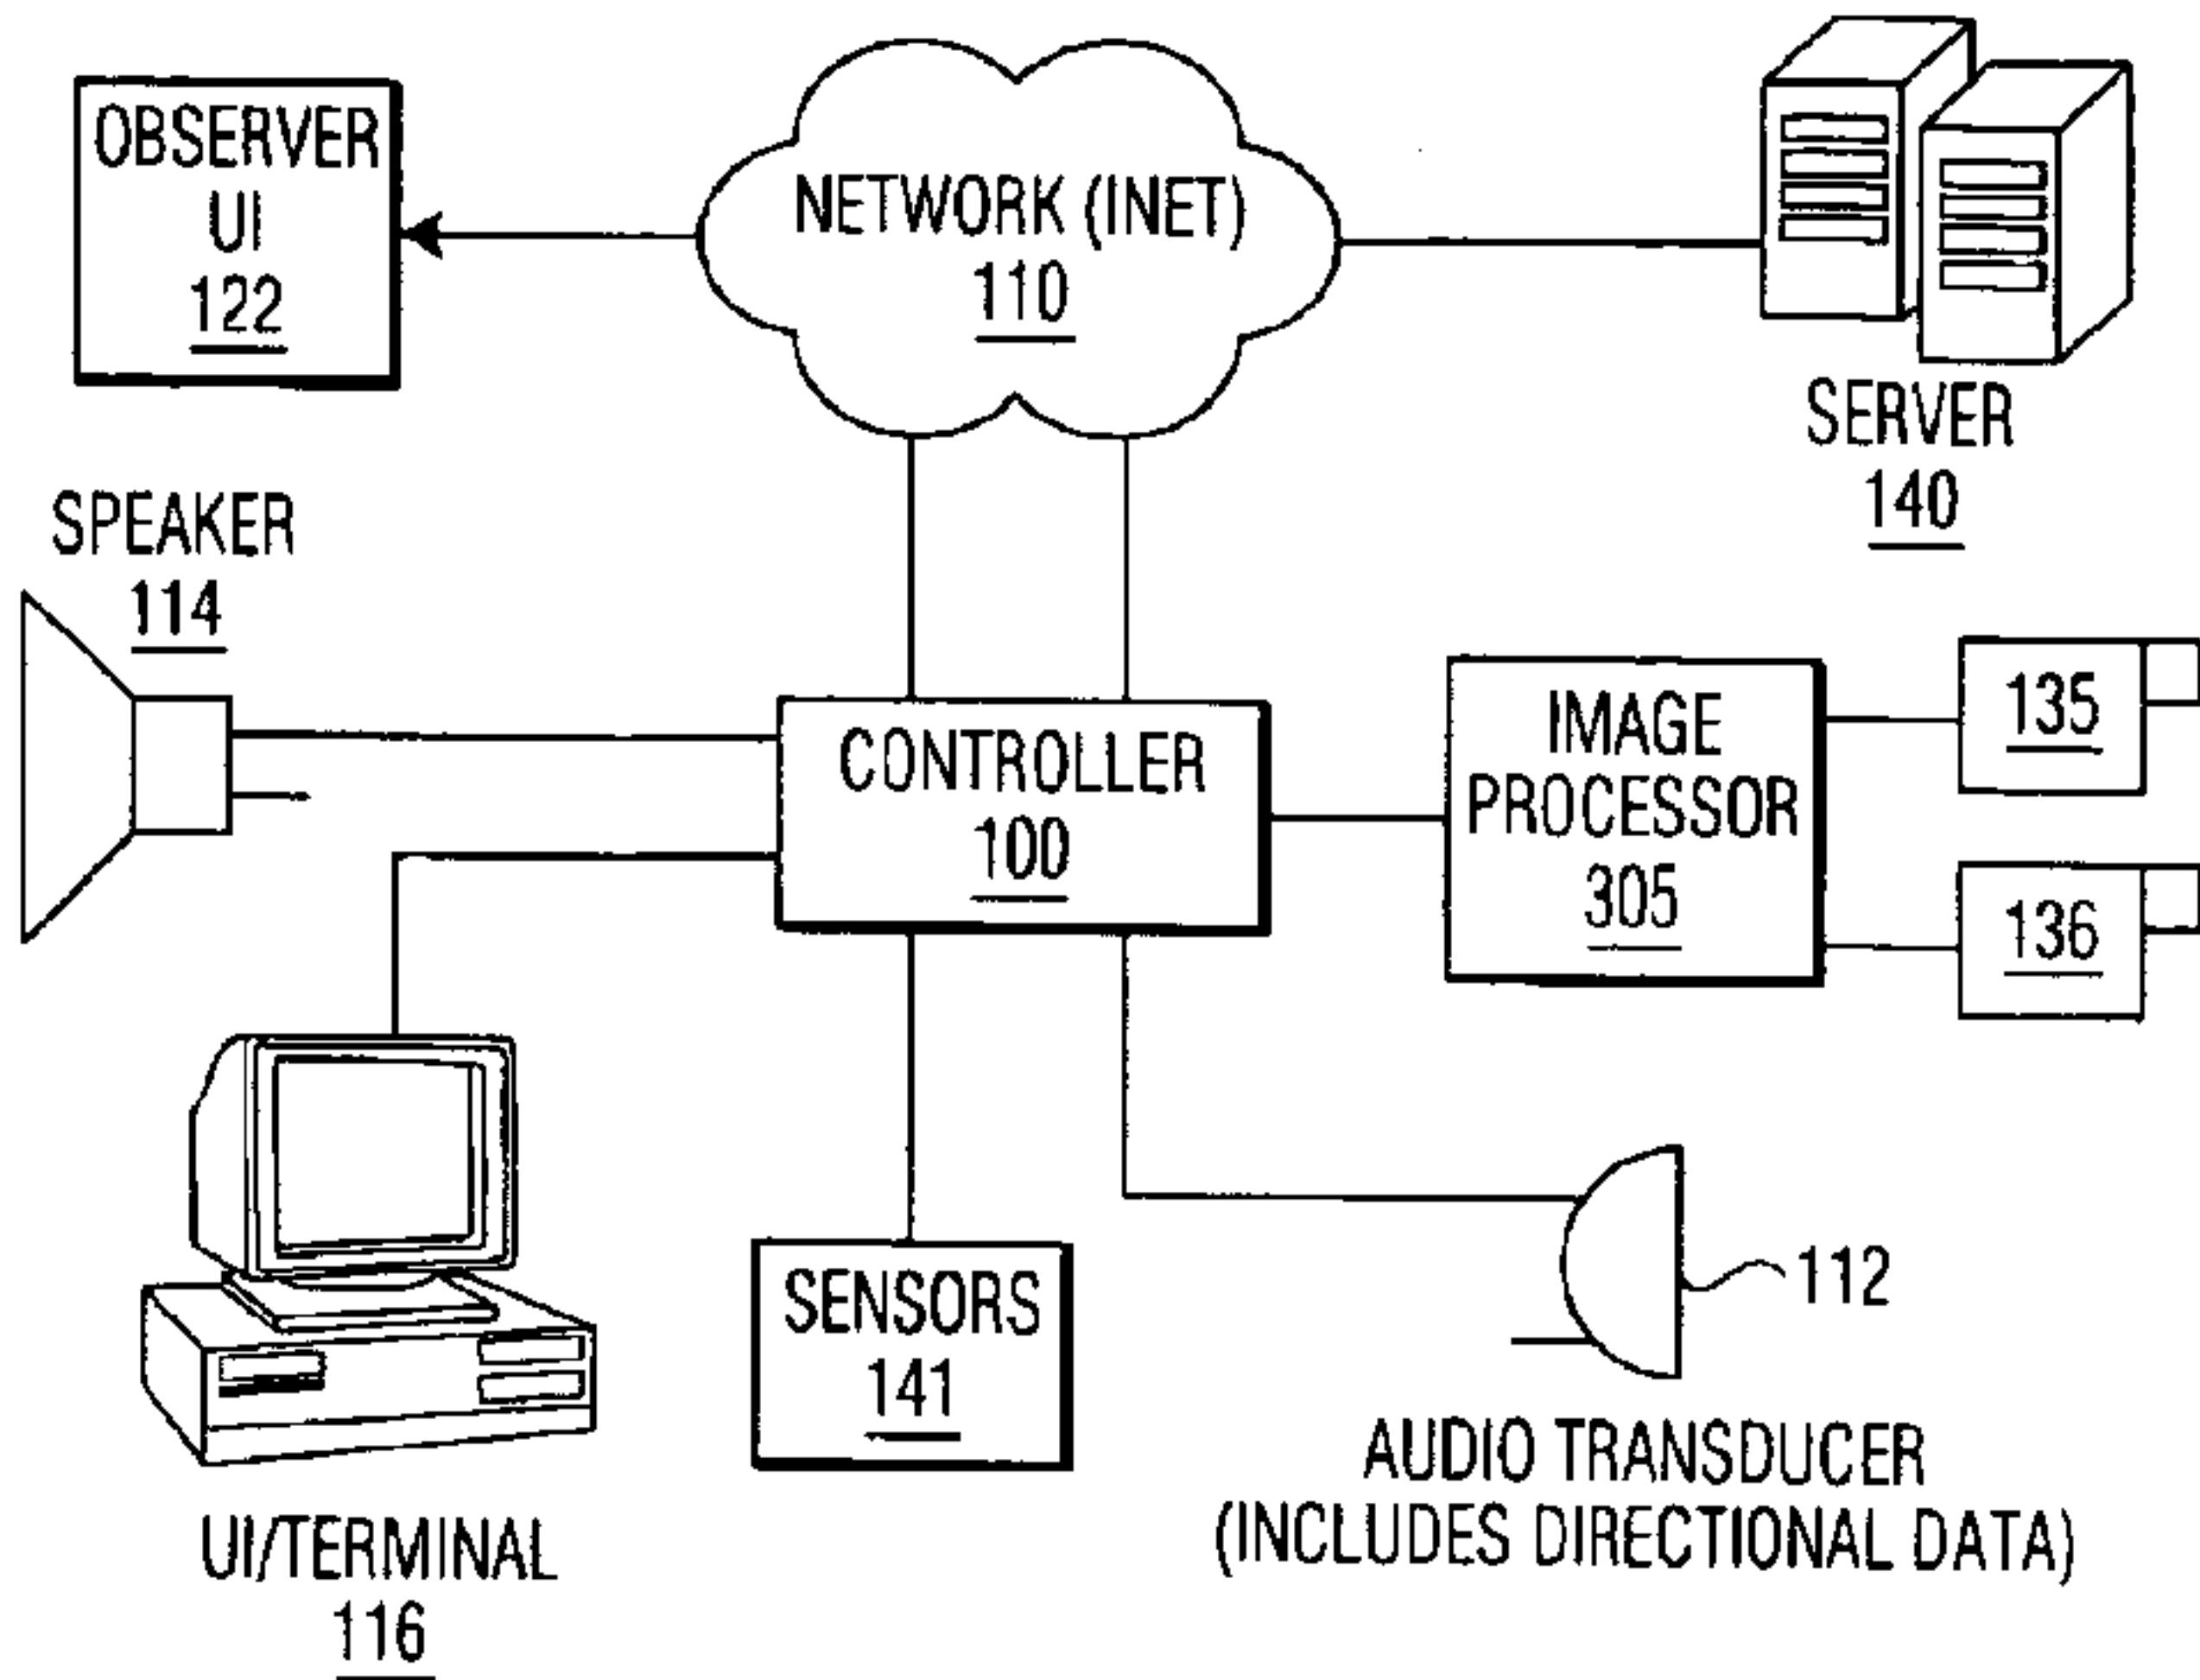 OBSERVER
UI
122
NETWORK (INET)
110
SERVER
140
SPEAKER
114
CONTROLLER
100
IMAGE
PROCESSOR
305
135
136
UI/TERMINAL
116
SENSORS
141
112
AUDIO TRANSDUCER
(INCLUDES DIRECTIONAL DATA)